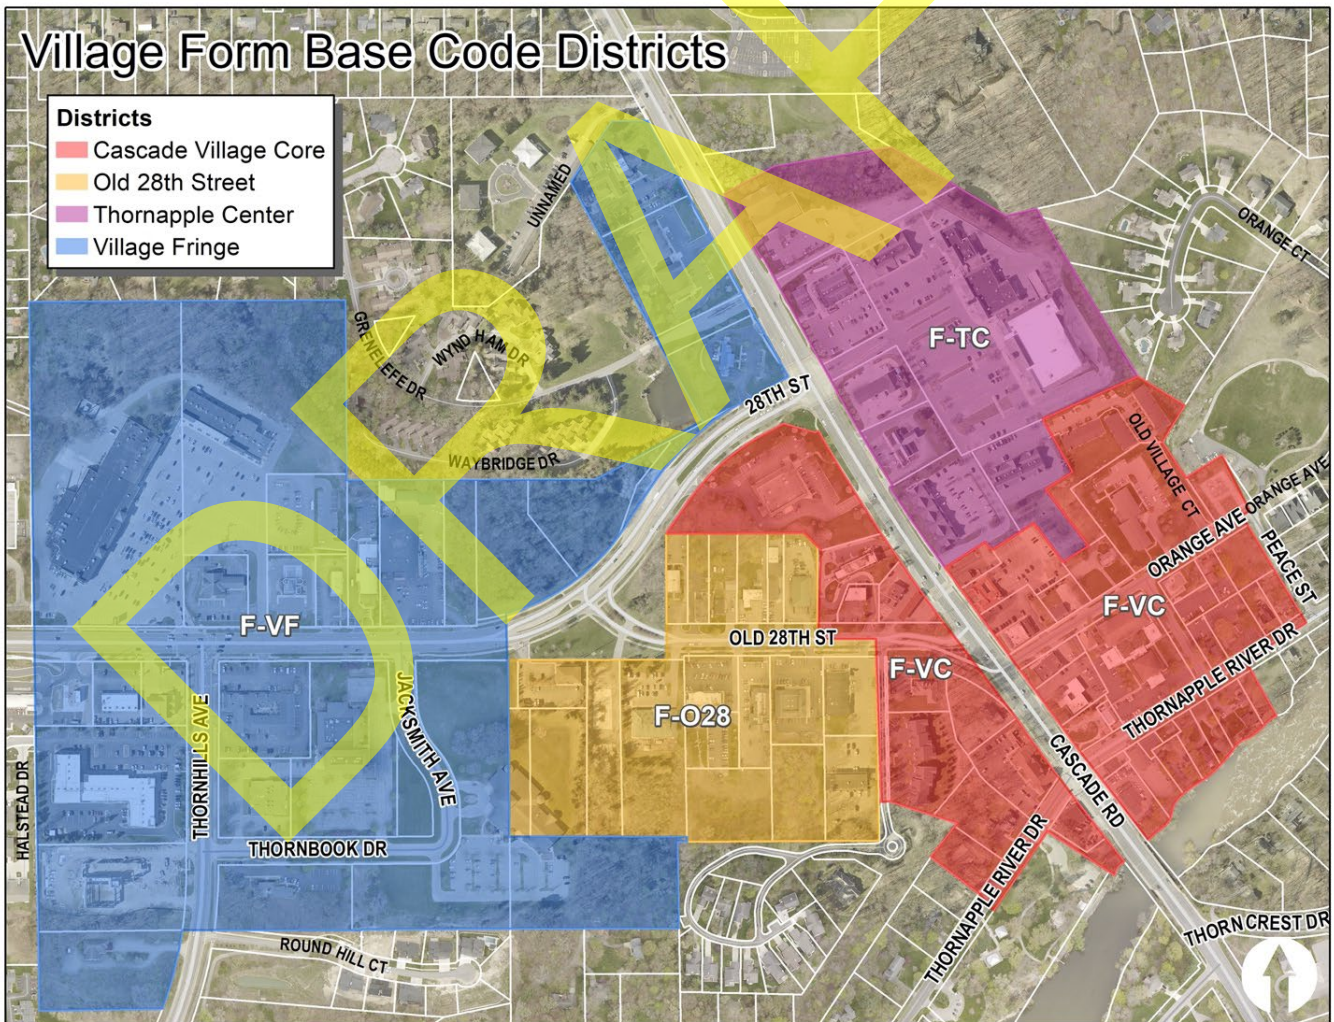 Village Form Base Code Districts
Districts
Cascade Village Core
Old 28th Street
Thornapple Center
Village Fringe
DRAF
UNNAMED
ORANGE CT
GRENELEFE DR
WYNDHAM DR
F-TC
28TH ST
WAYBRIDGE DR
OLD VILLAGE CT
ORANGE AVE
ORANGE AVE
PEACE ST
F-VF
OLD 28TH ST
F-VC
F-VC
THORNAPPLE RIVER DR
JACKSMITH AVE
F-O28
THORNHILLS AVE
HALSTEAD DR
CASCADE RD
THORNBOOK DR
THORNAPPLE RIVER DR
THORN CREST DR
ROUND HILL CT